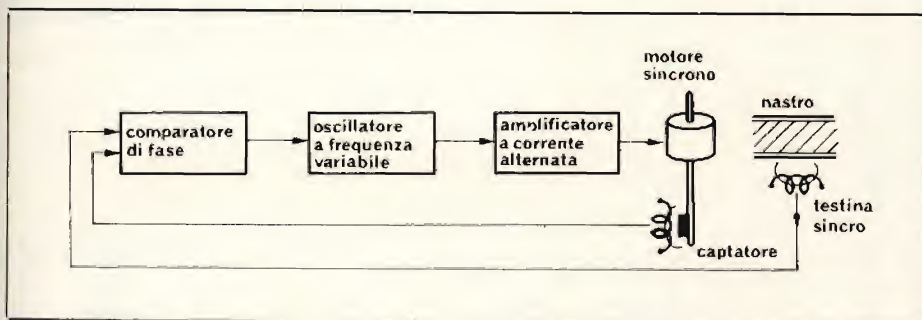 comparatore
di fase
oscillatore
a frequenza
variabile
amplificatore
a corrente
alternata
motore
sincrono
nastro
testina
sincro
captatore